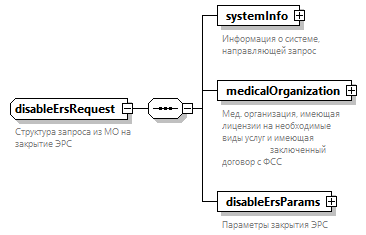 systemInfo
Информация о системе,
направляющей запрос
medicalOrganization
Мед. организация, имеющая
лицензии на необходимые
виды услуг и имеющая
заключенный
договор с ФСС
disableErsRequest
Структура запроса из МО на
закрытие ЭРС
disableErsParams
Параметры закрытия ЭРС